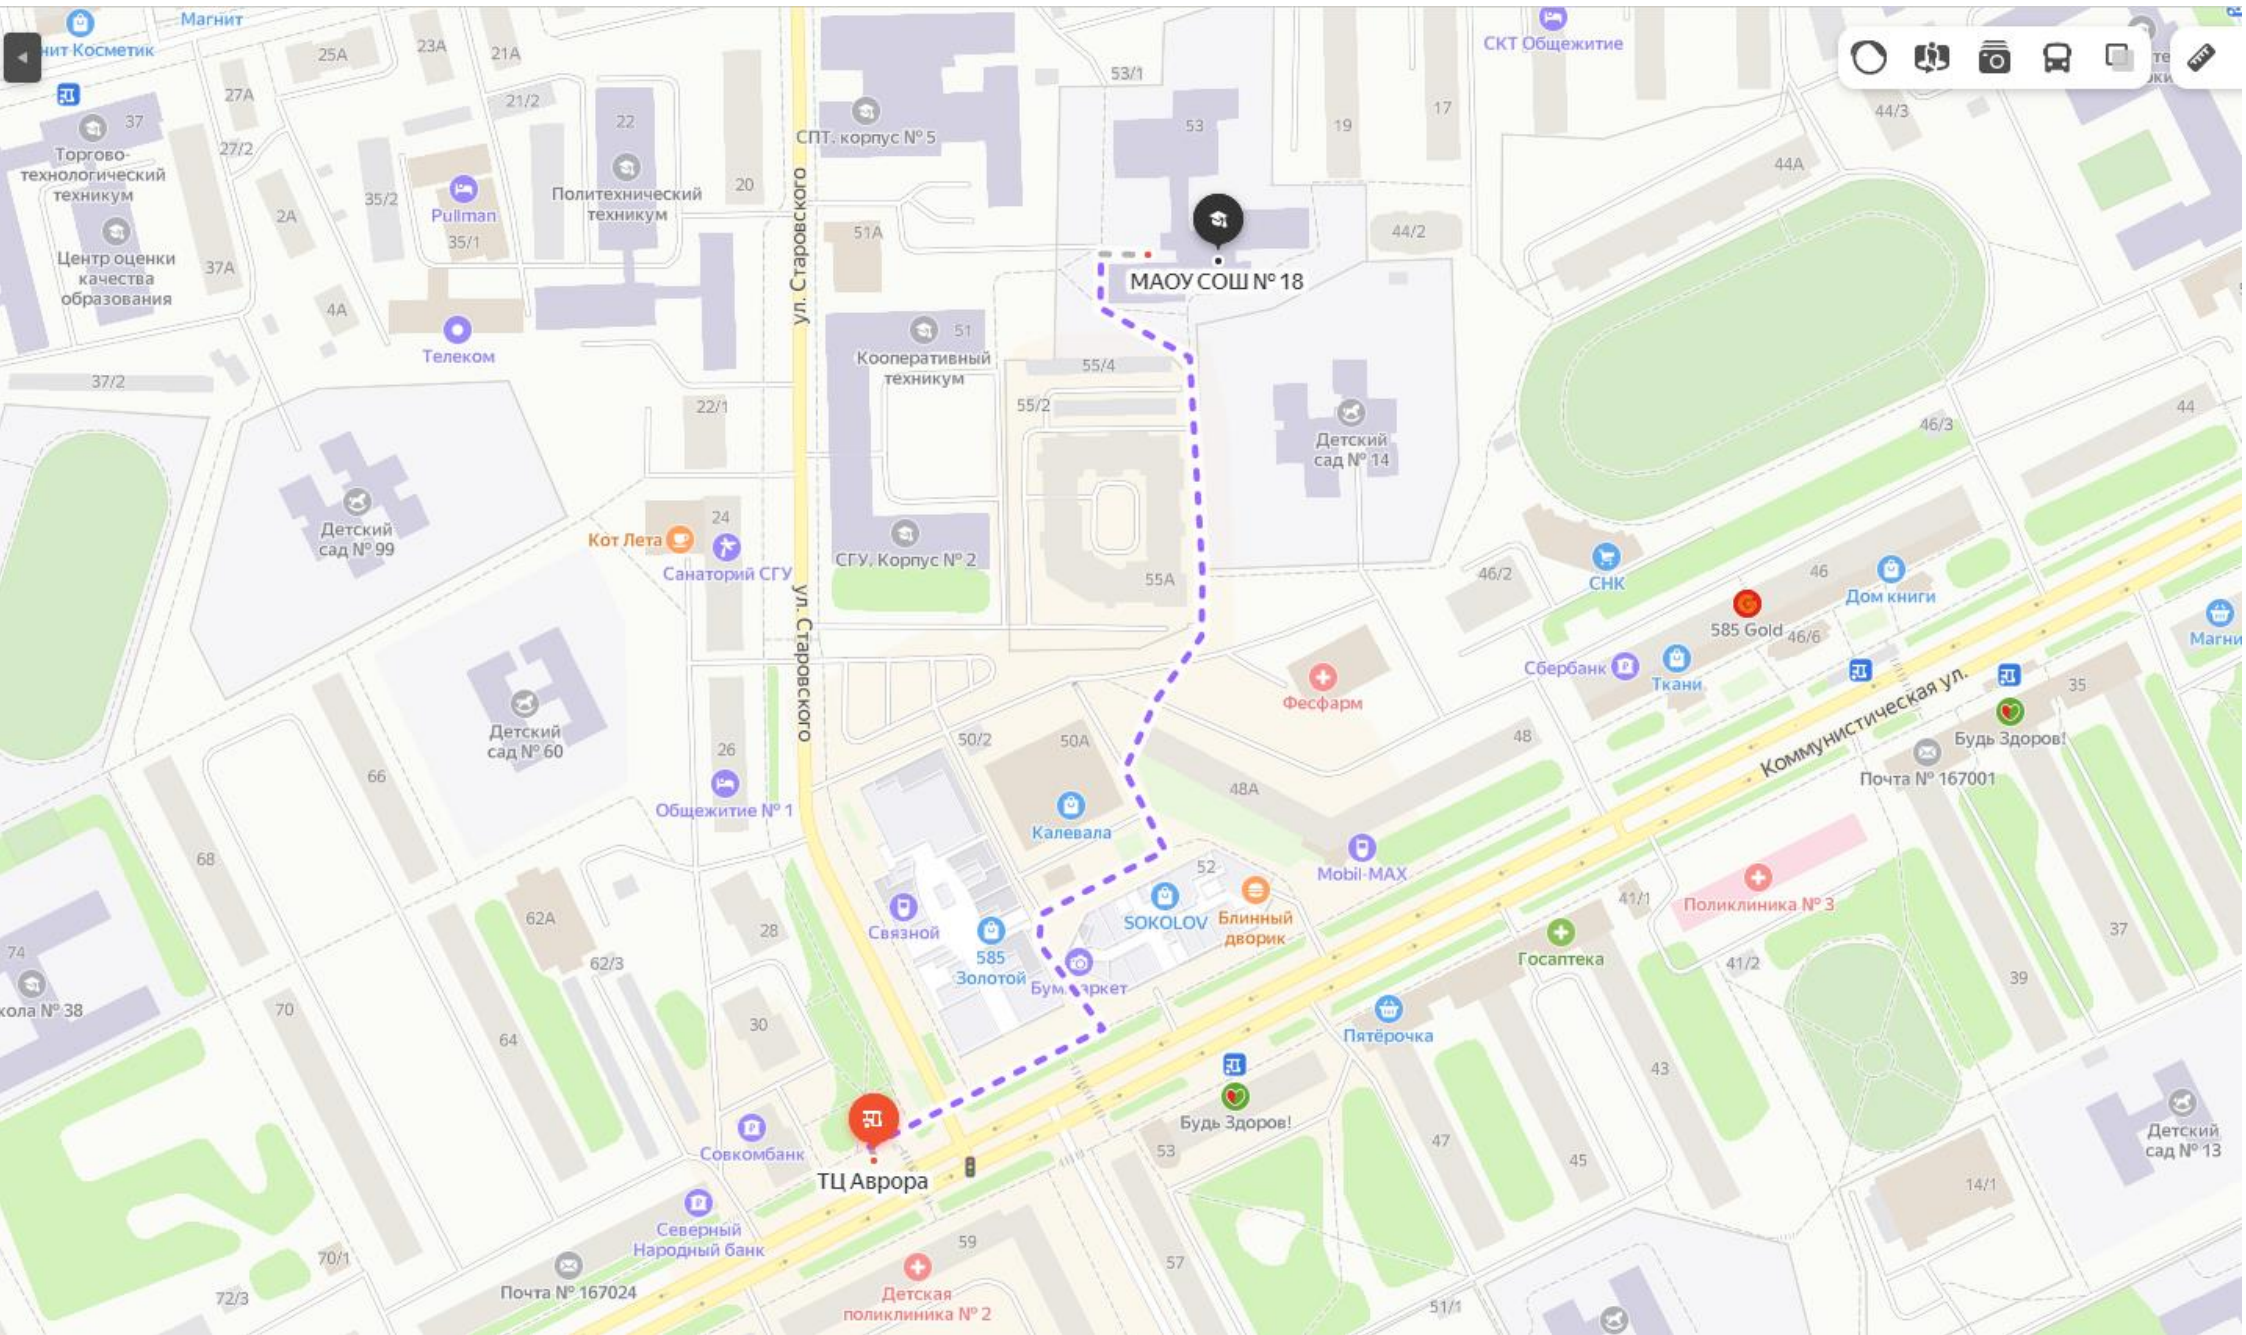 Магнит
нит Косметик
25А
23А
21А
53/1
СКТ Общежитие
27А
21/2
37
22
СПТ, корпус № 5
53
19
17
44/3
27/2
Торгово-
технологический
техникум
35/2
Pullman
35/1
Политехнический
техникум
20
44А
2А
51А
44/2
ул. Старовского
Центр оценки
качества
образования
37А
4А
МАОУ СОШ № 18
Телеком
51
Кооперативный
техникум
55/4
37/2
22/1
55/2
Детский
сад № 14
46/3
44
Детский
сад № 99
24
Кот Лета
Санаторий СГУ
СГУ, Корпус № 2
55А
46/2
СНК
46
Дом книги
585 Gold
46/6
Магни
ул. Старовского
Сбербанк
Ткани
Фесфарм
Коммунистическая ул.
35
Будь Здоров!
Почта № 167001
Детский
сад № 60
26
Общежитие № 1
50/2
50А
48
48А
Калевала
66
68
Mobil-MAX
52
SOKOLOV
Блинный
дворик
41/1
Поликлиника № 3
37
62А
28
Связной
585
Золотой
Госаптека
41/2
39
74
кола № 38
62/3
70
64
30
Пятёрочка
43
Будь Здоров!
53
47
45
Детский
сад № 13
14/1
Совкомбанк
ТЦ Аврора
Северный
Народный банк
59
57
70/1
72/3
Почта № 167024
Детская
поликлиника № 2
51/1